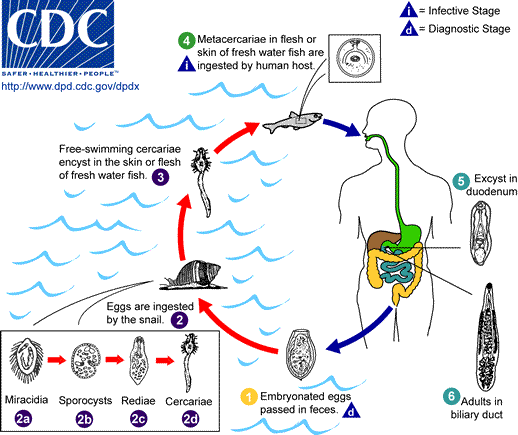 CDC
SAFER • HEALTHIER • PEOPLE™
http://www.dpd.cdc.gov/dpdx
4 Metacercariae in flesh or
skin of fresh water fish are
i ingested by human host.
i = Infective Stage
d = Diagnostic Stage
Free-swimming cercariae
encyst in the skin or flesh
of fresh water fish. 3
5 Excyst in
duodenum
Eggs are ingested
by the snail. 2
Miracidia
Sporocysts
Rediae
Cercariae
2a
2b
2c
2d
1 Embryonated eggs
passed in feces. d
6 Adults in
biliary duct